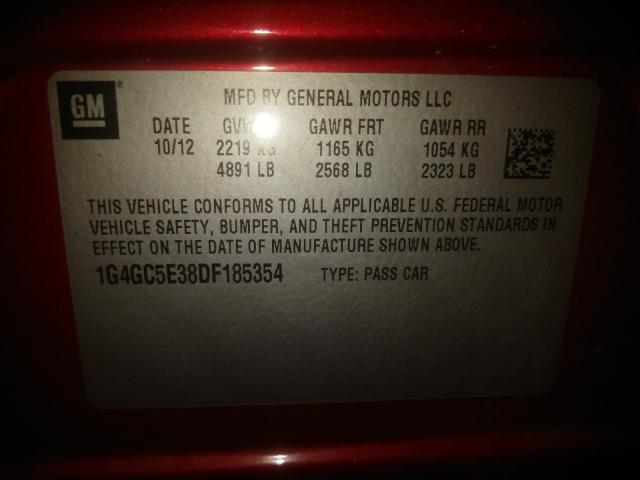 GM
MFD BY GENERAL MOTORS LLC
DATE GVWR GAWR FRT GAWR RR
10/12 2219 KG 1165 KG 1054 KG
4891 LB 2568 LB 2323 LB
THIS VEHICLE CONFORMS TO ALL APPLICABLE U.S. FEDERAL MOTOR
VEHICLE SAFETY, BUMPER, AND THEFT PREVENTION STANDARDS IN
EFFECT ON THE DATE OF MANUFACTURE SHOWN ABOVE.
1G4GC5E38DF185354 TYPE: PASS CAR